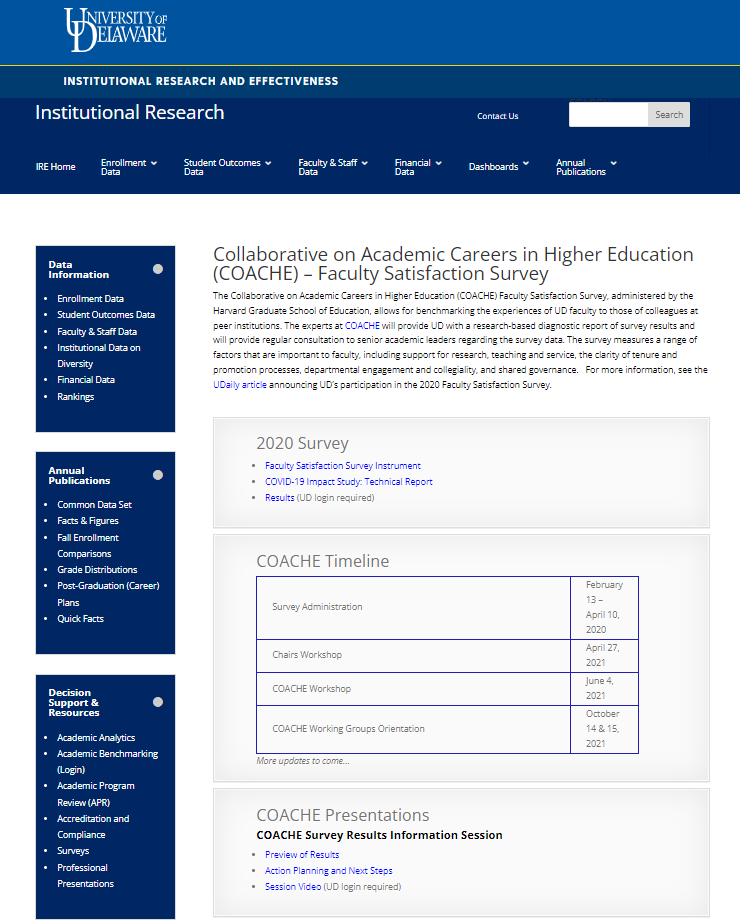 UNIVERSITY OF
DELAWARE
INSTITUTIONAL RESEARCH AND EFFECTIVENESS
Institutional Research
Contact Us
Search
IRE Home
Enrollment
Data
Student Outcomes
Data
Faculty & Staff
Data
Financial
Data
Dashboards
Annual
Publications
Data
Information
• Enrollment Data
• Student Outcomes Data
• Faculty & Staff Data
• Institutional Data on
Diversity
• Financial Data
• Rankings
Annual
Publications
• Common Data Set
• Facts & Figures
• Fall Enrollment
Comparisons
• Grade Distributions
• Post-Graduation (Career)
Plans
• Quick Facts
Decision
Support &
Resources
• Academic Analytics
• Academic Benchmarking
(Login)
• Academic Program
Review (APR)
• Accreditation and
Compliance
• Surveys
• Professional
Presentations
Collaborative on Academic Careers in Higher Education
(COACHE) – Faculty Satisfaction Survey
The Collaborative on Academic Careers in Higher Education (COACHE) Faculty Satisfaction Survey, administered by the
Harvard Graduate School of Education, allows for benchmarking the experiences of UD faculty to those of colleagues at
peer institutions. The experts at COACHE will provide UD with a research-based diagnostic report of survey results and
will provide regular consultation to senior academic leaders regarding the survey data. The survey measures a range of
factors that are important to faculty, including support for research, teaching and service, the clarity of tenure and
promotion processes, departmental engagement and collegiality, and shared governance. For more information, see the
UDaily article announcing UD's participation in the 2020 Faculty Satisfaction Survey.
2020 Survey
• Faculty Satisfaction Survey Instrument
• COVID-19 Impact Study: Technical Report
• Results (UD login required)
COACHE Timeline
Survey Administration
February
13 –
April 10,
2020
Chairs Workshop
April 27,
2021
COACHE Workshop
June 4,
2021
COACHE Working Groups Orientation
October
14 & 15,
2021
More updates to come...
COACHE Presentations
COACHE Survey Results Information Session
• Preview of Results
• Action Planning and Next Steps
• Session Video (UD login required)